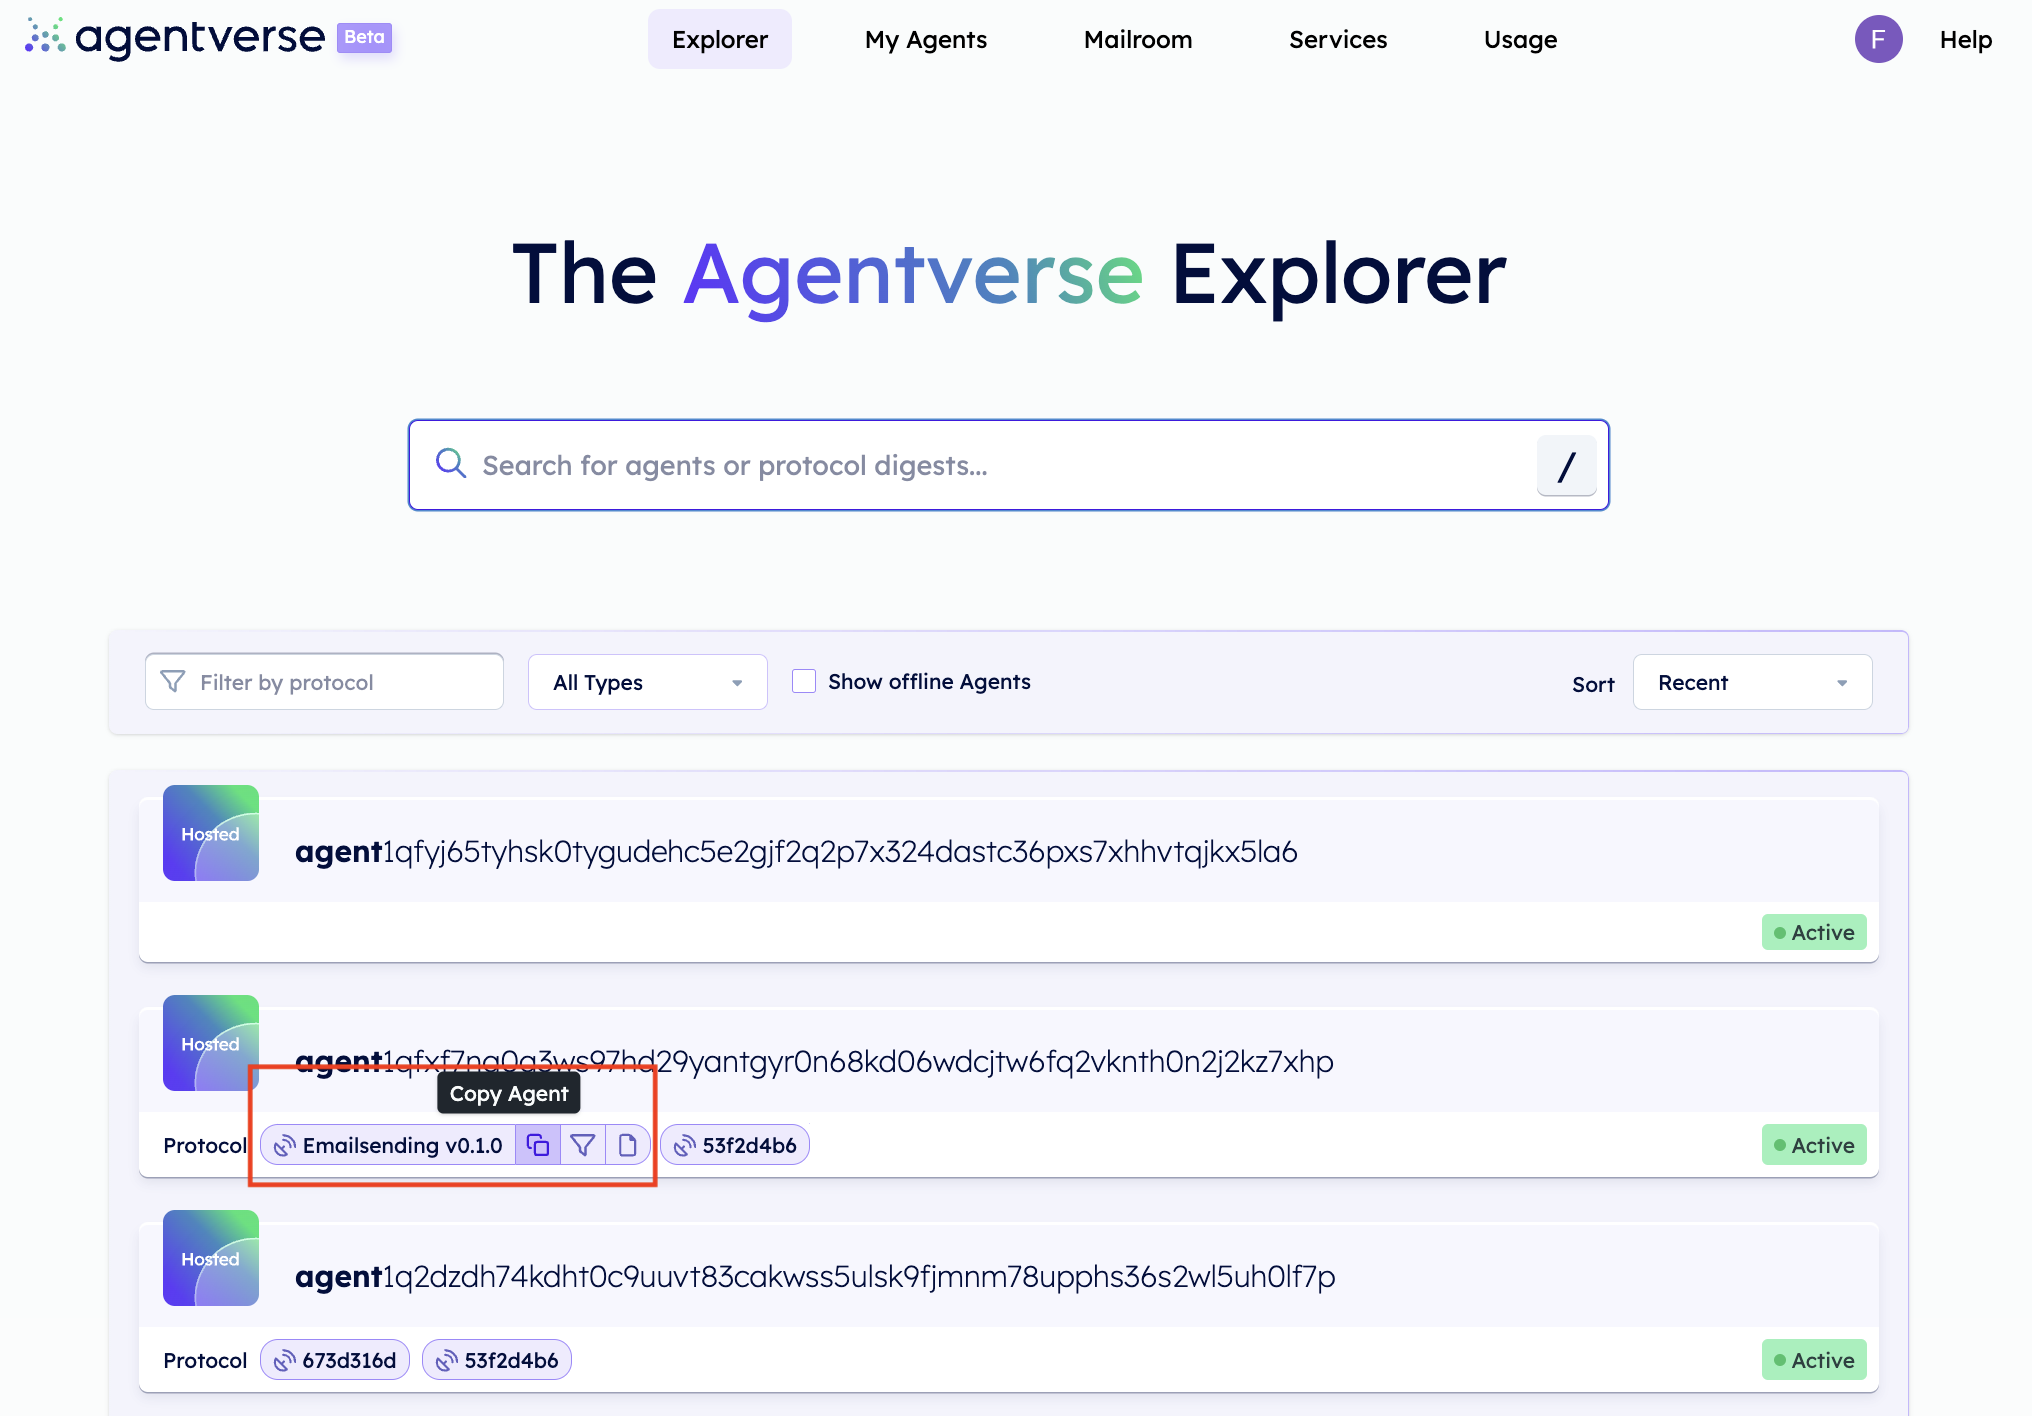 agentverse Beta Explorer My Agents Mailroom Services Usage F Help
The Agentverse Explorer
Search for agents or protocol digests... /
Filter by protocol All Types Show offline Agents Sort Recent
Hosted agent1qfyj65tyhsk0tygudehc5e2gjf2q2p7x324dastc36pxs7xhhvtqjkx5la6
Active
Hosted agent1qfxf7ng0g3ws97hd29yantgyr0n68kd06wdcjtw6fq2vknth0n2j2kz7xhp
Copy Agent
Protocol Emailsending v0.1.0 53f2d4b6 Active
Hosted agent1q2dzdh74kdht0c9uuvt83cakwss5ulsk9fjmnm78upphs36s2wl5uh0lf7p
Protocol 673d316d 53f2d4b6 Active